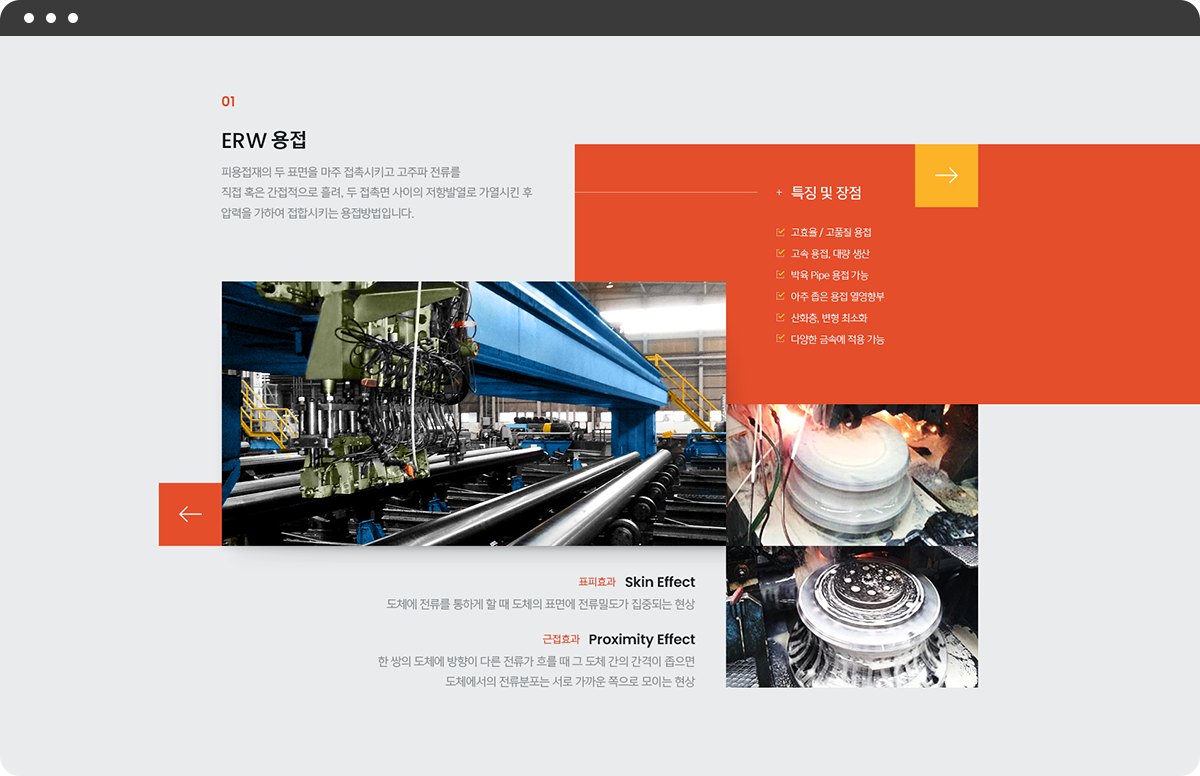 01
ERW 용접
피용접재의 두 표면을 마주 접촉시키고 고주파 전류를
직접 혹은 간접적으로 흘려, 두 접촉면 사이의 저항발열로 가열시킨 후
압력을 가하여 접합시키는 용접방법입니다.
+ 특징 및 장점
고효율 / 고품질 용접
고속 용접, 대량 생산
박육 Pipe 용접 가능
아주 좁은 용접 열영향부
산화층, 변형 최소화
다양한 금속에 적용 가능
표피효과 Skin Effect
도체에 전류를 통하게 할 때 도체의 표면에 전류밀도가 집중되는 현상
근접효과 Proximity Effect
한 쌍의 도체에 방향이 다른 전류가 흐를 때 그 도체 간의 간격이 좁으면
도체에서의 전류분포는 서로 가까운 쪽으로 모이는 현상